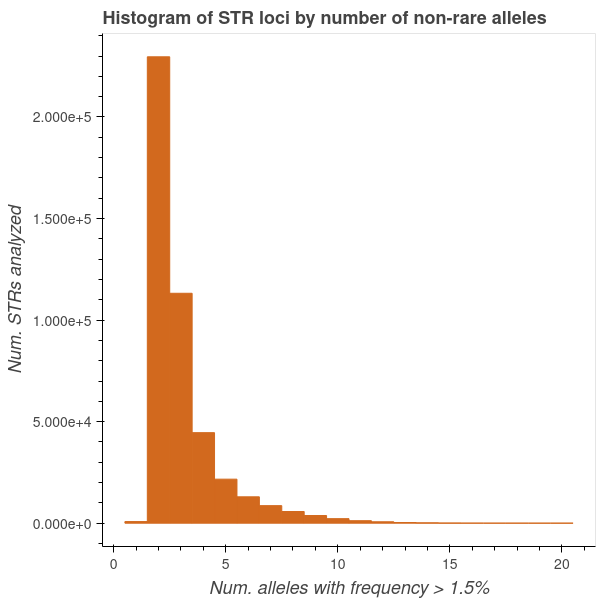 Histogram of STR loci by number of non-rare alleles
Num. STRs analyzed
2.000e+5
1.500e+5
1.000e+5
5.000e+4
0.000e+0
0 5 10 15 20
Num. alleles with frequency > 1.5%